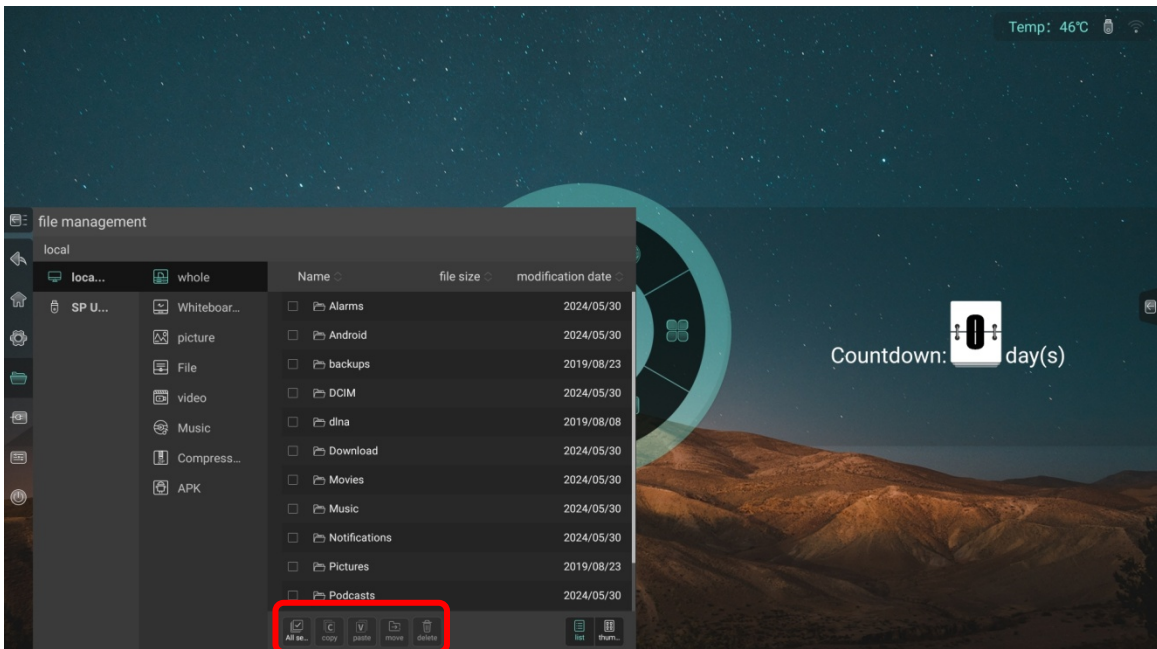 Temp: 46℃
file management
local
loca...
SP U...
whole
Whiteboar...
picture
File
video
Music
Compress...
APK
Name file size modification date
Alarms 2024/05/30
Android 2024/05/30
backups 2019/08/23
DCIM 2024/05/30
dlna 2019/08/08
Download 2024/05/30
Movies 2024/05/30
Music 2024/05/30
Notifications 2024/05/30
Pictures 2019/08/23
Podcasts 2024/05/30
All se... copy paste move delete list thum...
Countdown: 0 day(s)